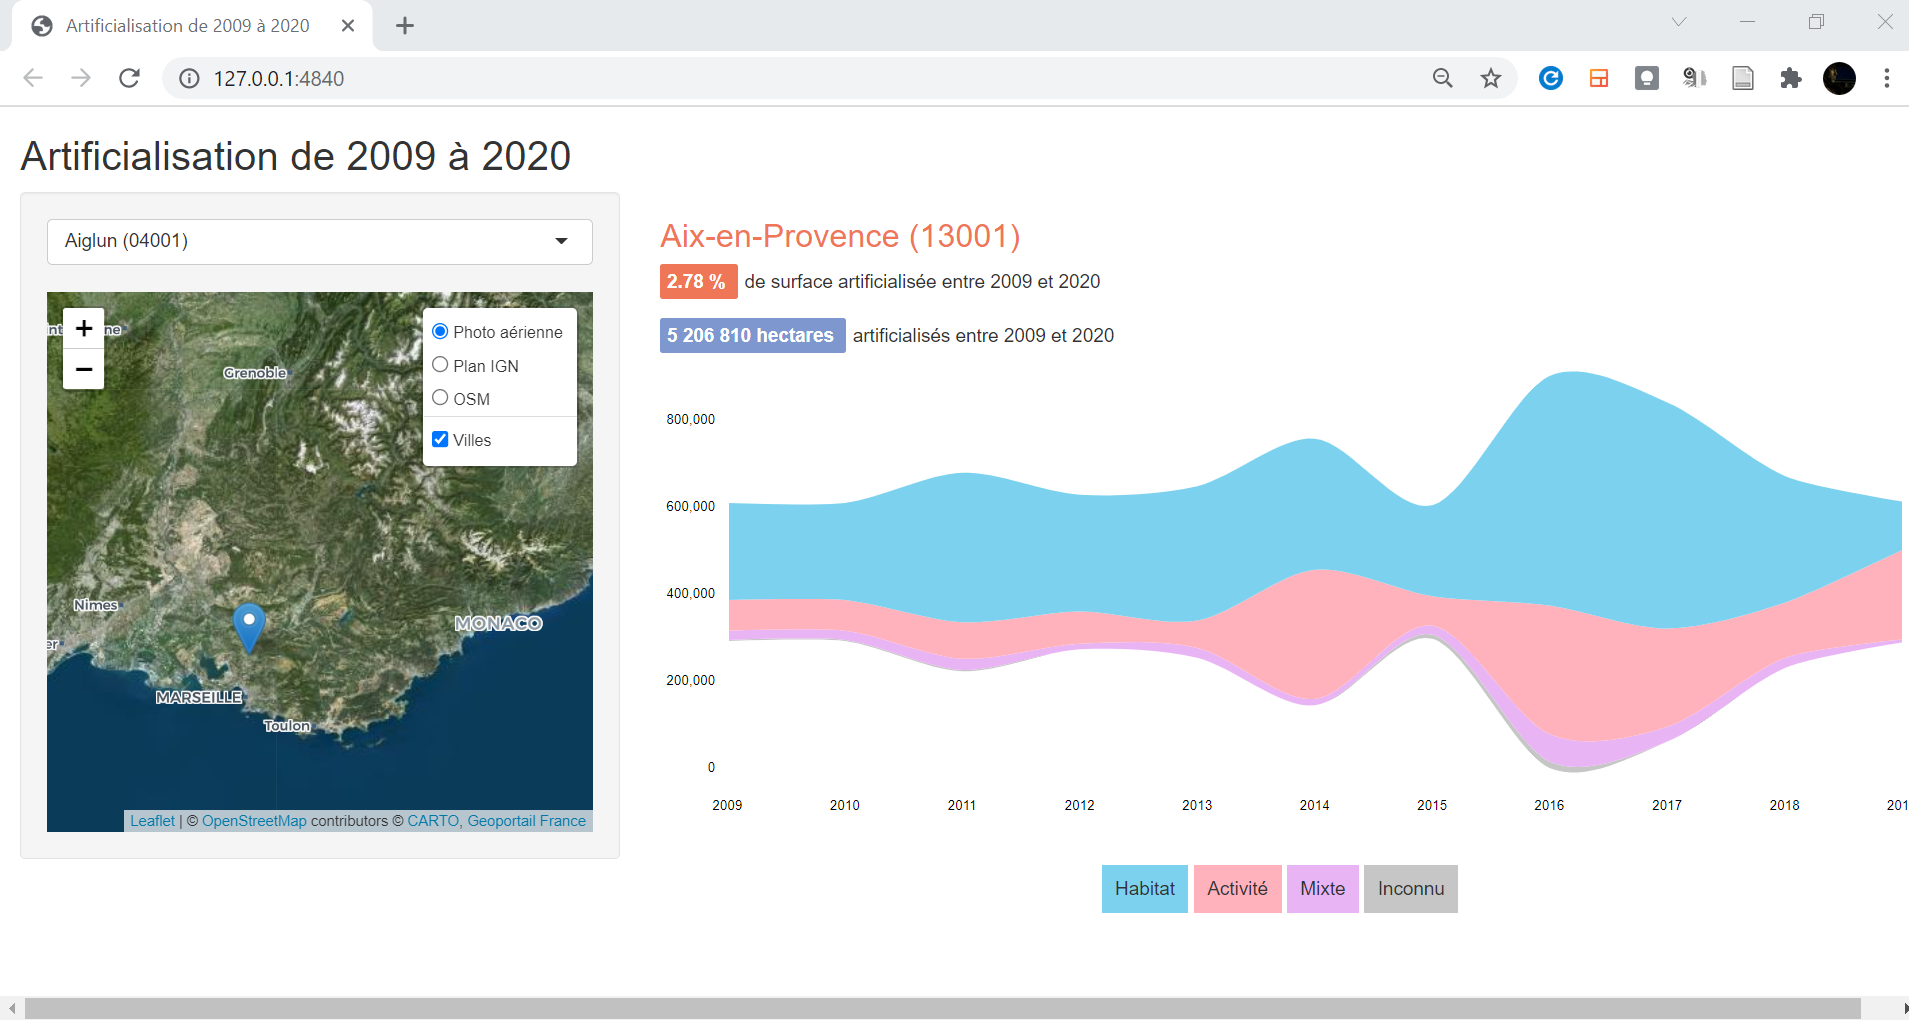 Artificialisation de 2009 à 2020
127.0.0.1:4840
Artificialisation de 2009 à 2020
Aiglun (04001)
+
−
Photo aérienne
Plan IGN
OSM
Villes
Grenoble
Nimes
MONACO
MARSEILLE
Toulon
Leaflet | © OpenStreetMap contributors © CARTO, Geoportail France
Aix-en-Provence (13001)
2.78 % de surface artificialisée entre 2009 et 2020
5 206 810 hectares artificialisés entre 2009 et 2020
800,000
600,000
400,000
200,000
0
2009 2010 2011 2012 2013 2014 2015 2016 2017 2018 201
Habitat Activité Mixte Inconnu